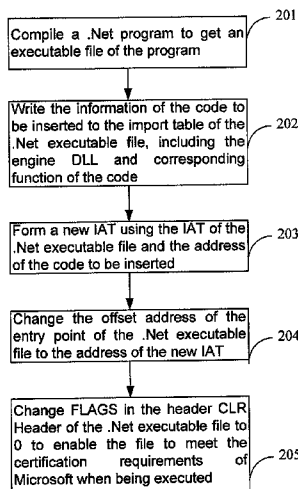 201
Compile a .Net program to get an
executable file of the program
Write the information of the code to
be inserted to the import table of the
.Net executable file, including the
engine DLL and corresponding
function of the code
202
Form a new IAT using the IAT of the
.Net executable file and the address
of the code to be inserted
203
Change the offset address of the
entry point of the .Net executable
file to the address of the new IAT
204
Change FLAGS in the header CLR
Header of the .Net executable file to
0 to enable the file to meet the
certification requirements of
Microsoft when being executed
205